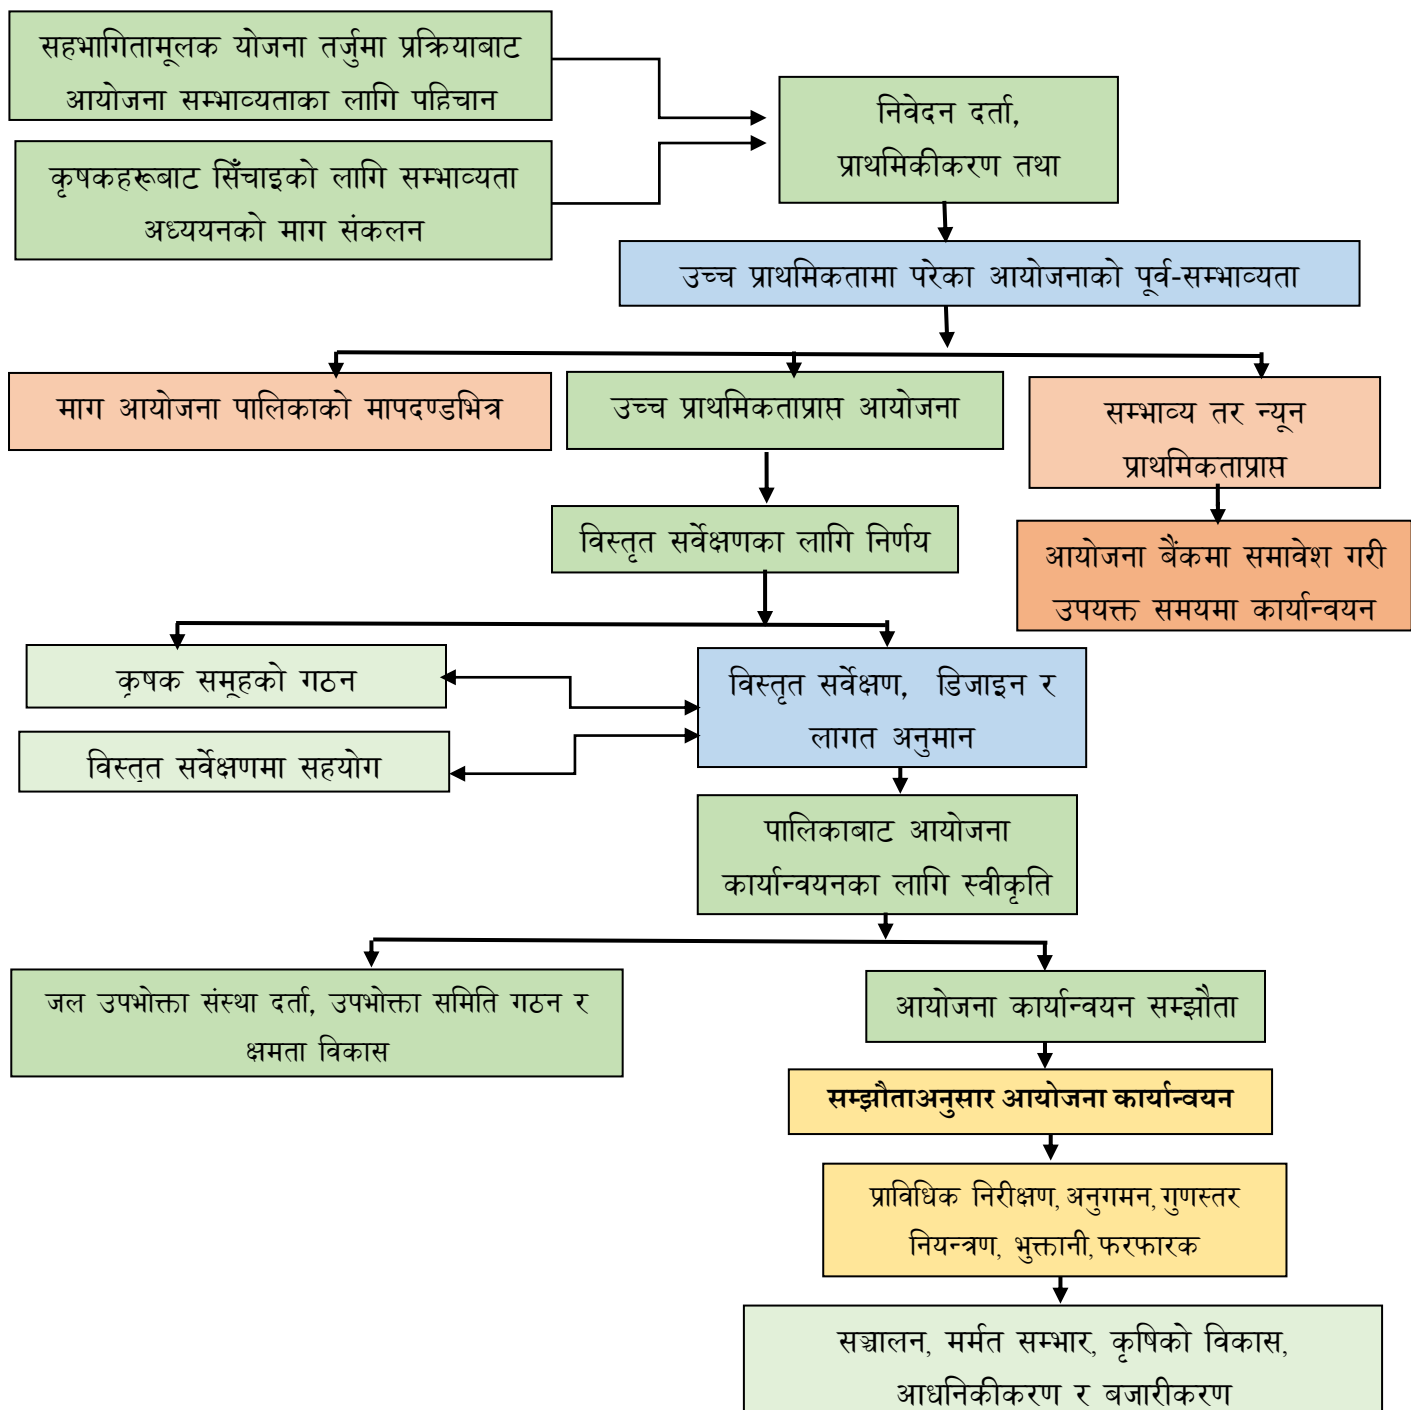 सहभागितामूलक योजना तर्जुमा प्रक्रियाबाट
आयोजना सम्भाव्यताका लागि पहिचान
कृषकहरूबाट सिँचाइको लागि सम्भाव्यता
अध्ययनको माग संकलन
निवेदन दर्ता,
प्राथमिकीकरण तथा
उच्च प्राथमिकतामा परेका आयोजनाको पूर्व-सम्भाव्यता
माग आयोजना पालिकाको मापदण्डभित्र
उच्च प्राथमिकताप्राप्त आयोजना
सम्भाव्य तर न्यून
प्राथमिकताप्राप्त
विस्तृत सर्वेक्षणका लागि निर्णय
आयोजना बैंकमा समावेश गरी
उपयुक्त समयमा कार्यान्वयन
कृषक समूहको गठन
विस्तृत सर्वेक्षणमा सहयोग
विस्तृत सर्वेक्षण, डिजाइन र
लागत अनुमान
पालिकाबाट आयोजना
कार्यान्वयनका लागि स्वीकृति
जल उपभोक्ता संस्था दर्ता, उपभोक्ता समिति गठन र
क्षमता विकास
आयोजना कार्यान्वयन सम्झौता
सम्झौताअनुसार आयोजना कार्यान्वयन
प्राविधिक निरीक्षण, अनुगमन, गुणस्तर
नियन्त्रण, भुक्तानी, फरफारक
सञ्चालन, मर्मत सम्भार, कृषिको विकास,
आधुनिकीकरण र बजारीकरण